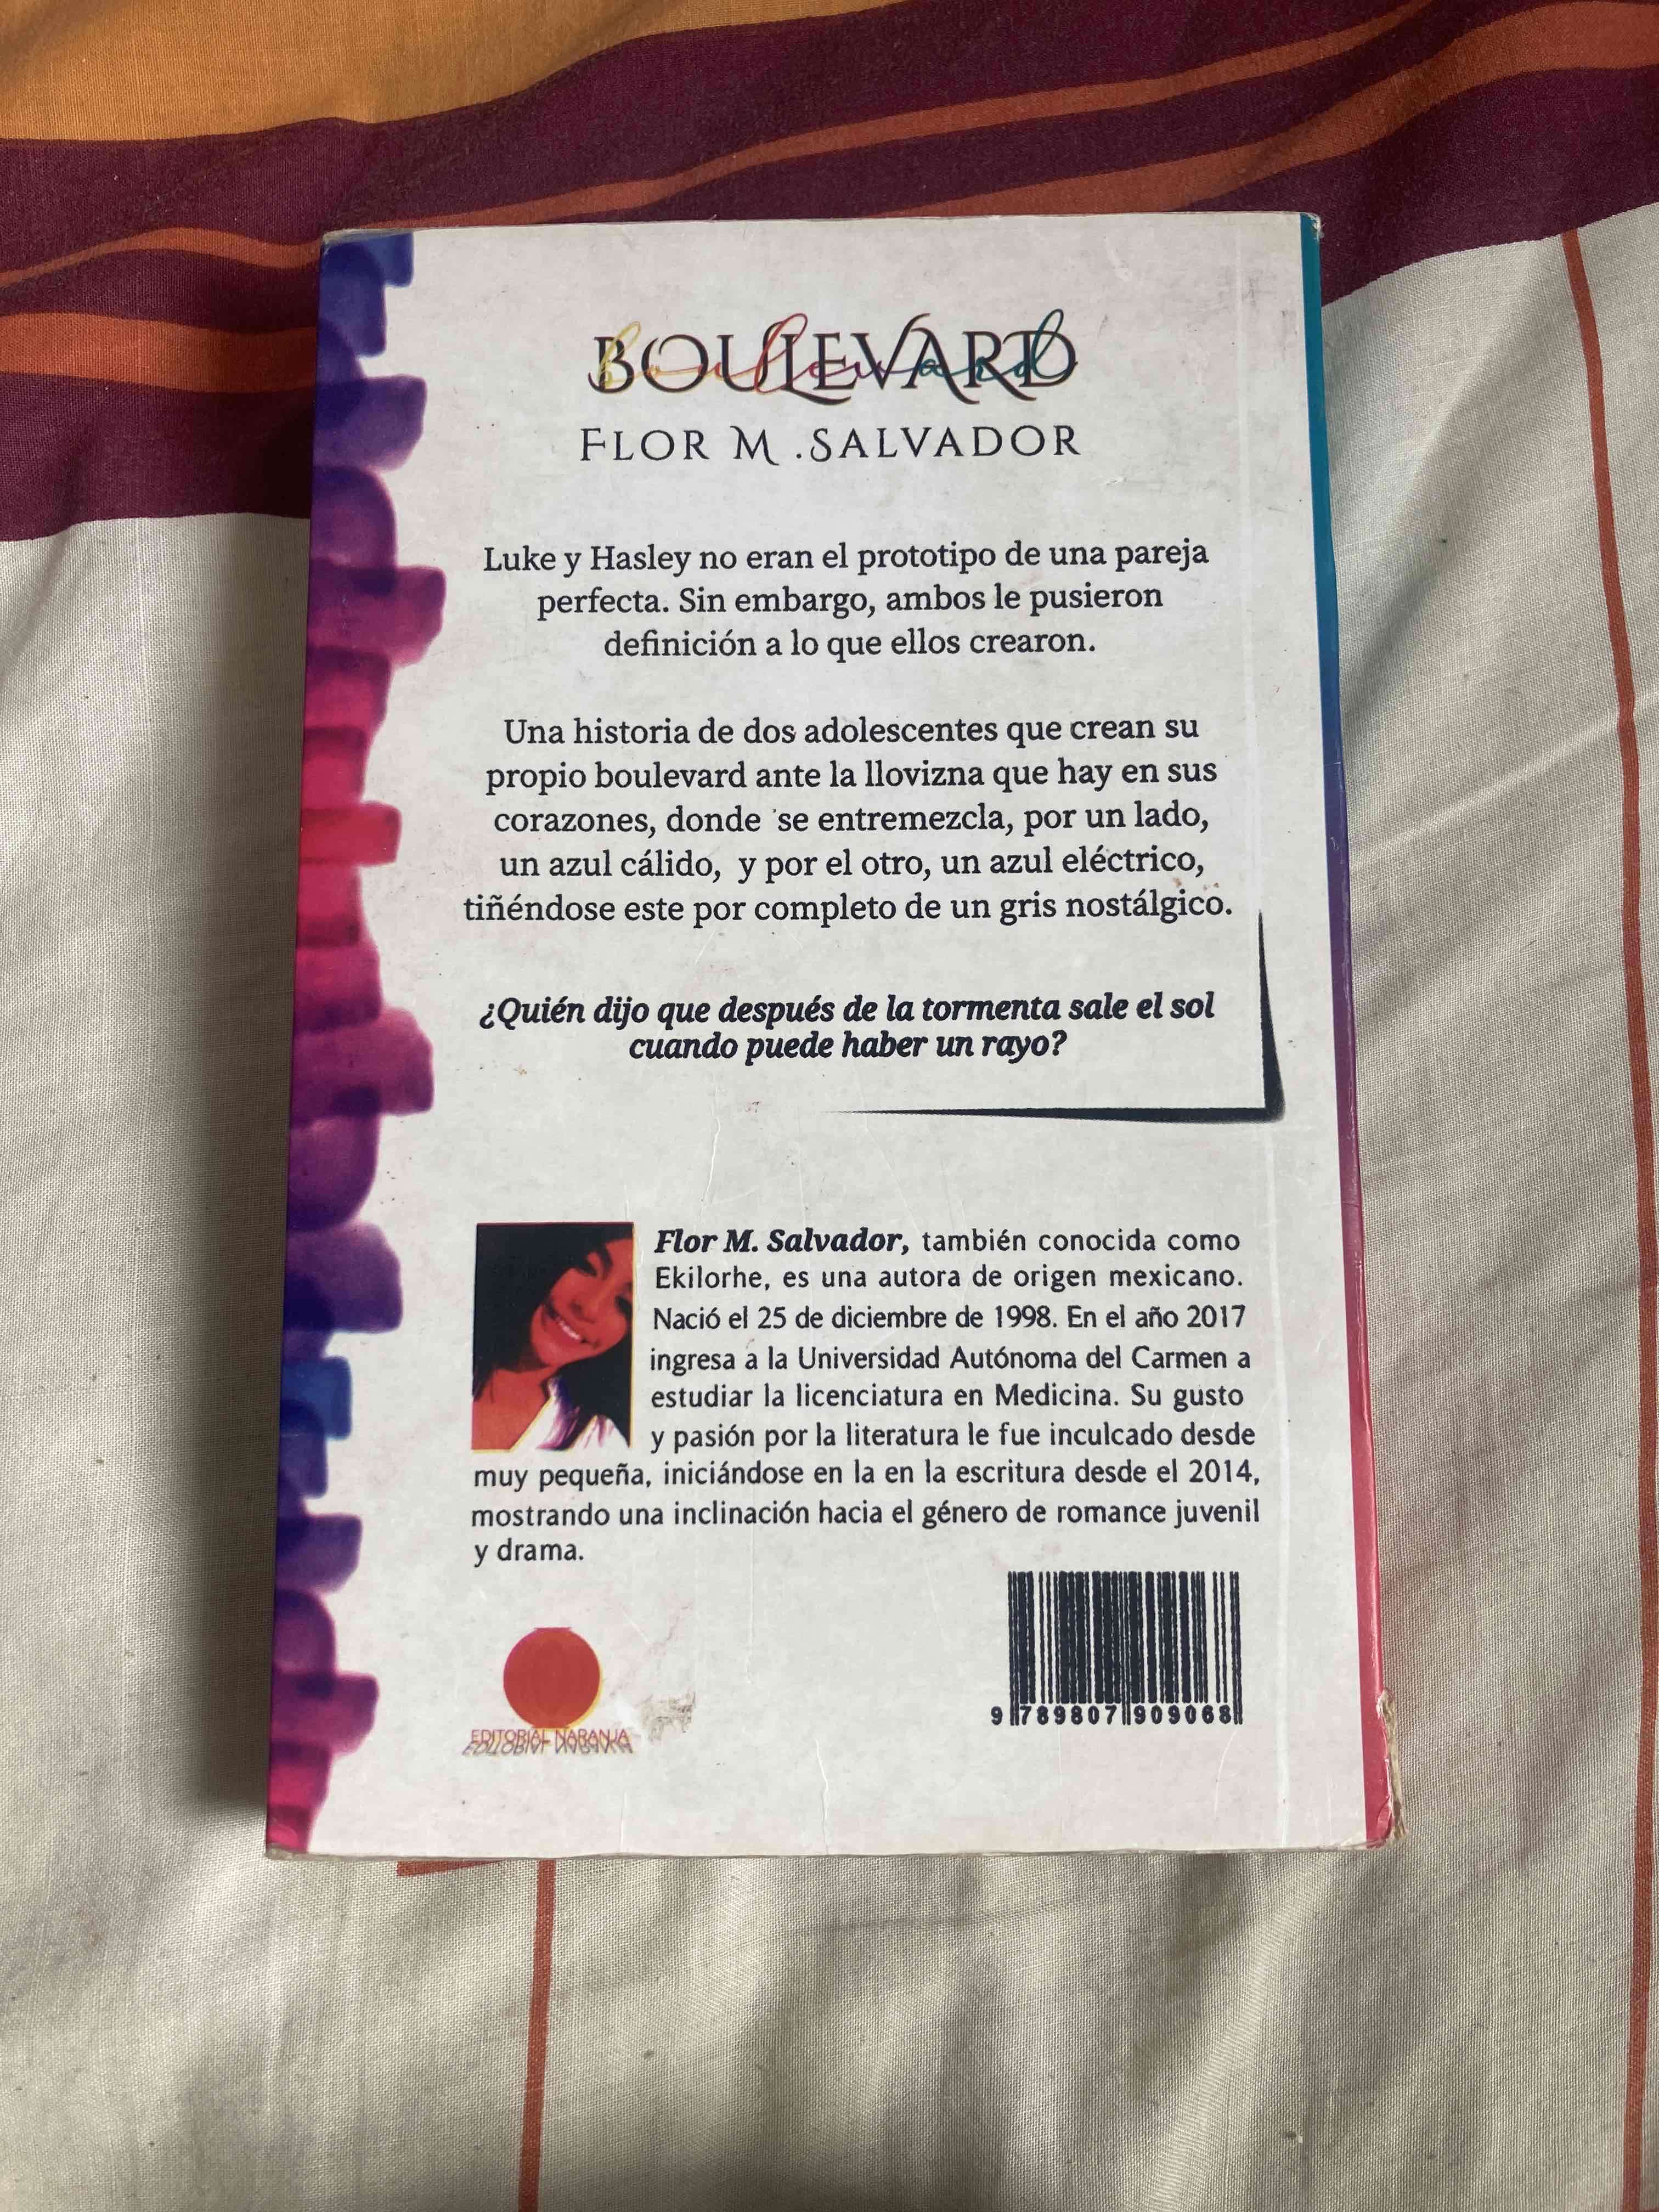 BOULEVARD
FLOR M .SALVADOR
Luke y Hasley no eran el prototipo de una pareja
perfecta. Sin embargo, ambos le pusieron
definición a lo que ellos crearon.
Una historia de dos adolescentes que crean su
propio boulevard ante la llovizna que hay en sus
corazones, donde se entremezcla, por un lado,
un azul cálido, y por el otro, un azul eléctrico,
tiñéndose este por completo de un gris nostálgico.
¿Quién dijo que después de la tormenta sale el sol
cuando puede haber un rayo?
Flor M. Salvador, también conocida como
Ekilorhe, es una autora de origen mexicano.
Nació el 25 de diciembre de 1998. En el año 2017
ingresa a la Universidad Autónoma del Carmen a
estudiar la licenciatura en Medicina. Su gusto
y pasión por la literatura le fue inculcado desde
muy pequeña, iniciándose en la en la escritura desde el 2014,
mostrando una inclinación hacia el género de romance juvenil
y drama.
EDITORIAL NARANJA
9 789807 909068